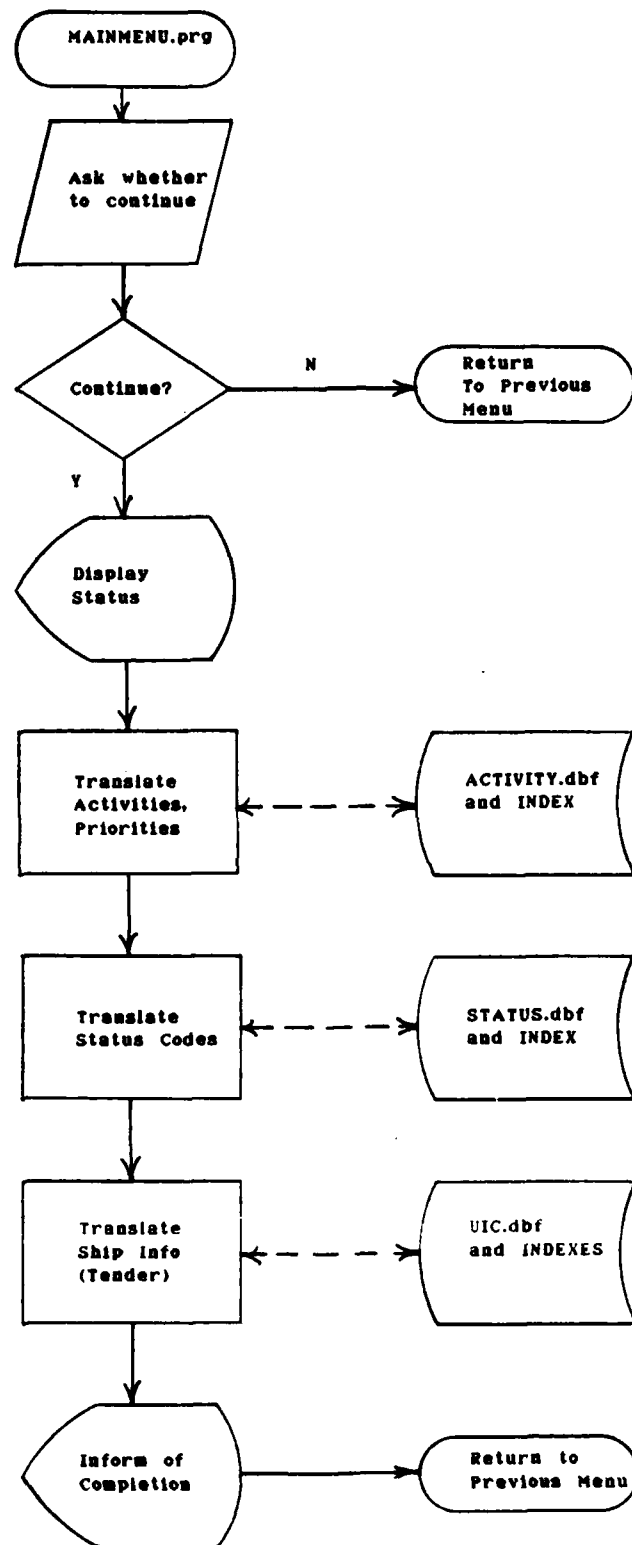 MAINMENU.prg
Ask whether
to continue
Continue?
N
Return
To Previous
Menu
Y
Display
Status
Translate
Activities,
Priorities
ACTIVITY.dbf
and INDEX
Translate
Status Codes
STATUS.dbf
and INDEX
Translate
Ship Info
(Tender)
UIC.dbf
and INDEXES
Inform of
Completion
Return to
Previous Menu